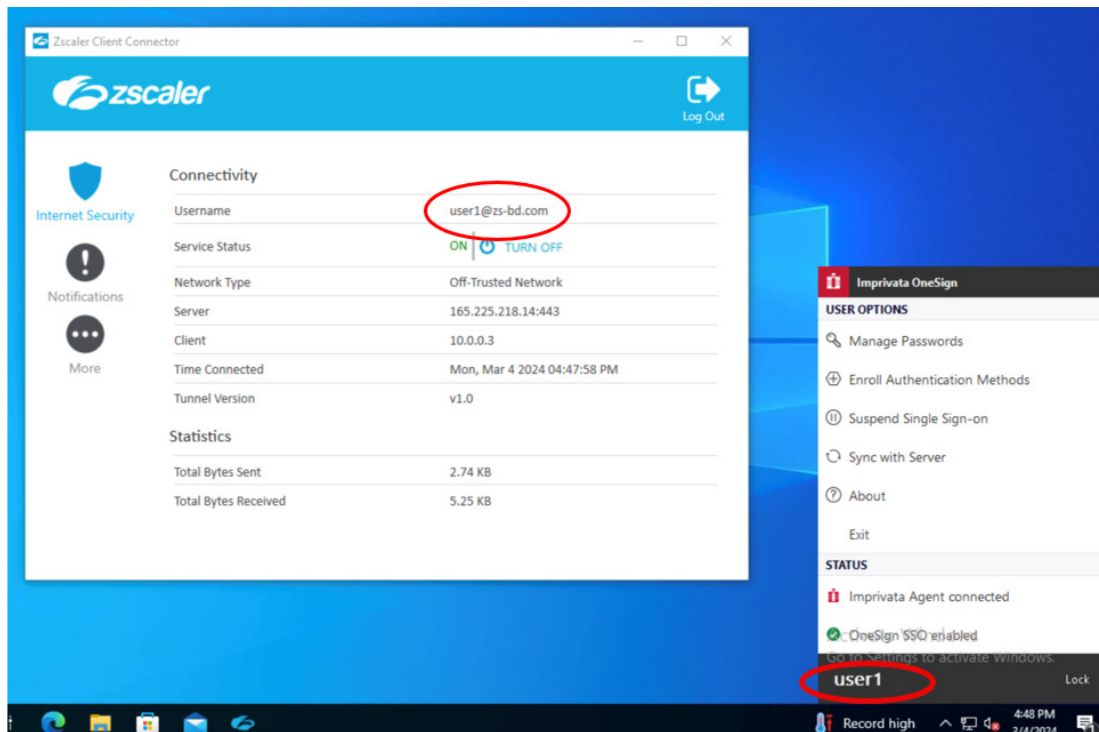 Zscaler Client Connector
zscaler
Log Out
Connectivity
Internet Security
Username user1@zs-bd.com
Service Status ON TURN OFF
Notifications
Network Type Off-Trusted Network
Server 165.225.218.14:443
Client 10.0.0.3
More
Time Connected Mon, Mar 4 2024 04:47:58 PM
Tunnel Version v1.0
Statistics
Total Bytes Sent 2.74 KB
Total Bytes Received 5.25 KB
Imprivata OneSign
USER OPTIONS
Manage Passwords
Enroll Authentication Methods
Suspend Single Sign-on
Sync with Server
About
Exit
STATUS
Imprivata Agent connected
OneSign SSO enabled
Activate Windows
Go to Settings to activate Windows.
user1 Lock
Record high
4:48 PM
3/4/2024